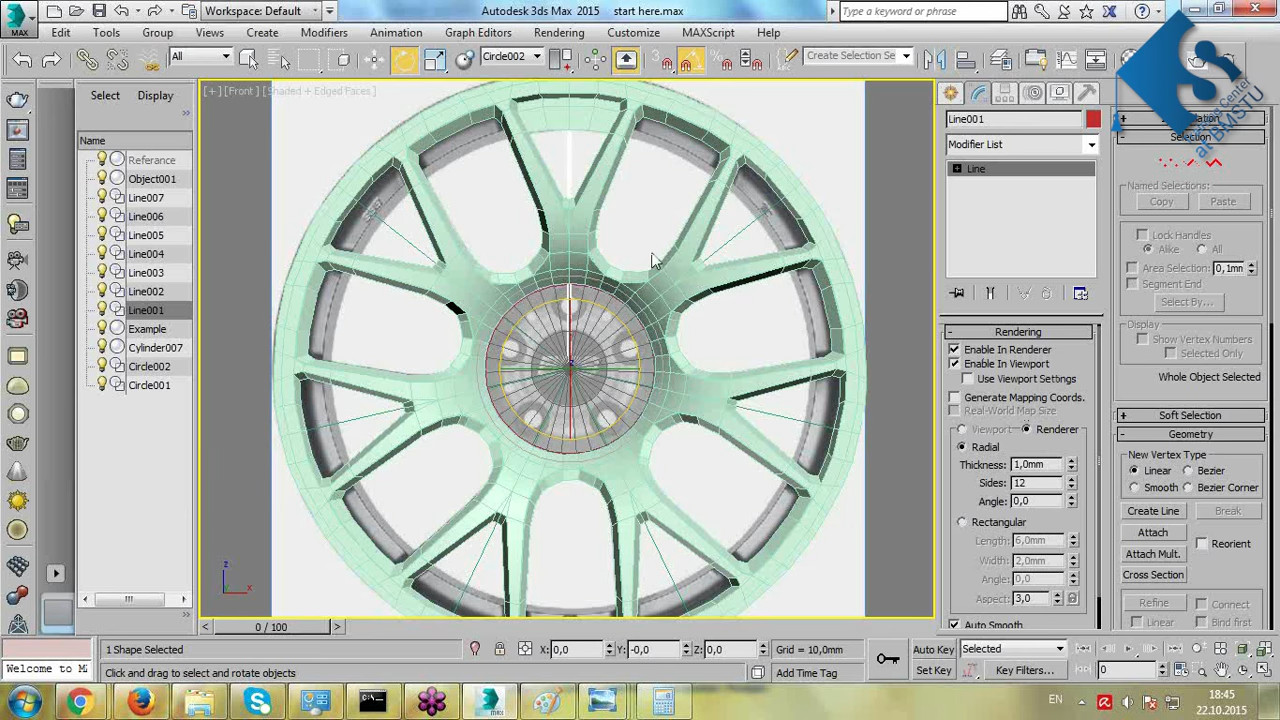 Workspace: Default
Autodesk 3ds Max 2015
start here.max
Type a keyword or phrase
MAX
Edit
Tools
Group
Views
Create
Modifiers
Animation
Graph Editors
Rendering
Customize
MAXScript
Help
All
Circle002
Create Selection Se
Select
Display
[+] [Front] [Shaded + Edged Faces]
Name
Referance
Object001
Line007
Line006
Line005
Line004
Line003
Line002
Line001
Example
Cylinder007
Circle002
Circle001
Line001
Modifier List
Line
Rendering
Enable In Renderer
Enable In Viewport
Use Viewport Settings
Generate Mapping Coords.
Real-World Map Size
Viewport
Renderer
Radial
Thickness: 1,0mm
Sides: 12
Angle: 0,0
Rectangular
Length: 6,0mm
Width: 2,0mm
Angle: 0,0
Aspect: 3,0
Auto Smooth
Selection
Named Selections:
Copy
Paste
Lock Handles
Alike
All
Area Selection: 0,1mm
Segment End
Select By...
Display
Show Vertex Numbers
Selected Only
Whole Object Selected
Soft Selection
Geometry
New Vertex Type
Linear
Bezier
Smooth
Bezier Corner
Create Line
Break
Attach
Reorient
Attach Mult.
Cross Section
Refine
Connect
Linear
Bind first
at BMSTU
z
x
0 / 100
1 Shape Selected
X: 0,0
Y: -0,0
Z: 0,0
Grid = 10,0mm
Auto Key
Selected
Welcome to M
Click and drag to select and rotate objects
Add Time Tag
Set Key
Key Filters...
0
EN
18:45
22.10.2015